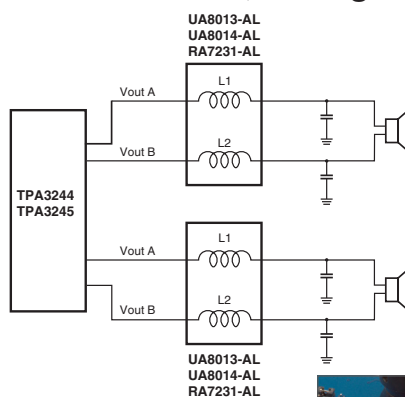 UA8013-AL
UA8014-AL
RA7231-AL
L1
Vout A
L2
Vout B
TPA3244
TPA3245
Vout A
L1
L2
Vout B
UA8013-AL
UA8014-AL
RA7231-AL